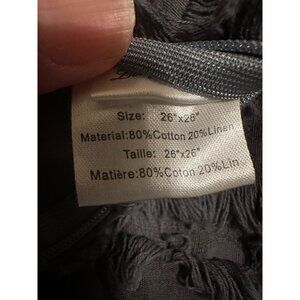 Size: 26"x26"
Material:80%Cotton 20%Linen
Taille: 26"x26"
Matière:80%Coton 20%Lin